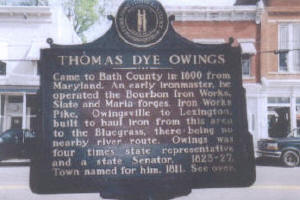 THOMAS DYE OWINGS
Came to Bath County in 1800 from
Maryland. An early ironmaster, he
operated the Bourbon Iron Works,
Slate and Maria forges. Iron Works
Pike, Owingsville to Lexington,
built to haul iron from this area
to the Bluegrass, there being no
nearby river route. Owings was
four times state representative
and a state Senator, 1823-27.
Town named for him, 1811. See over.